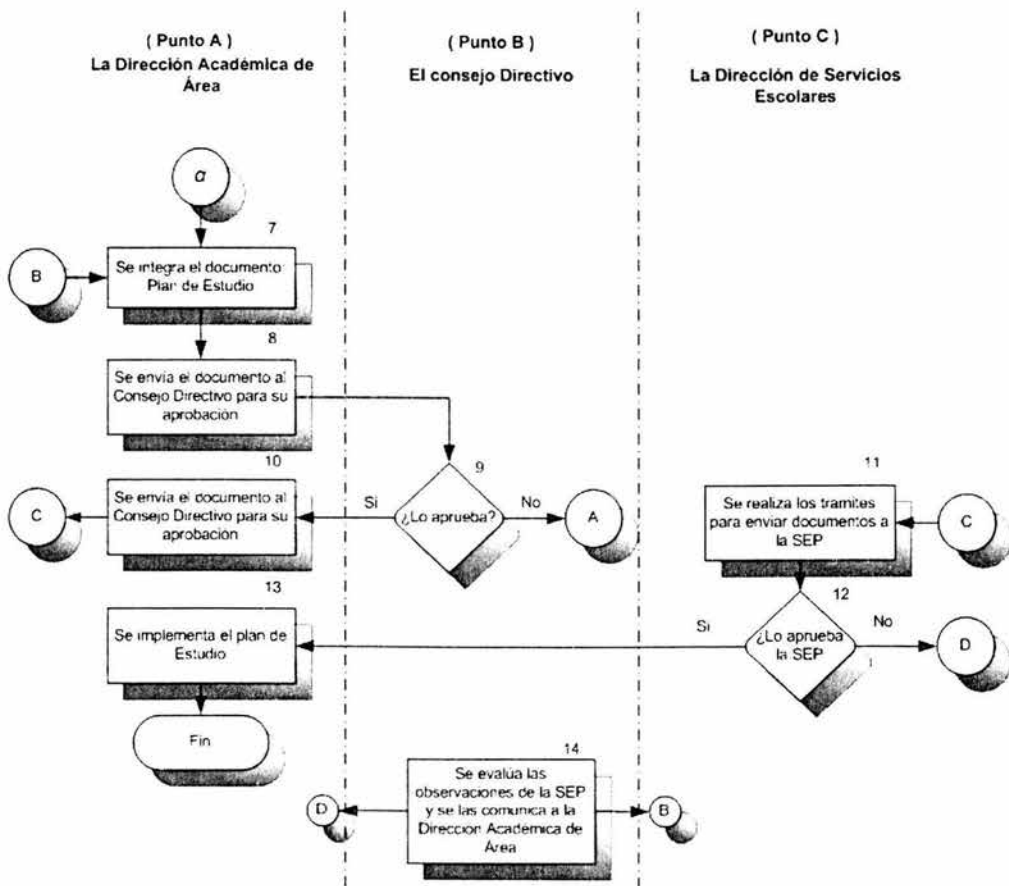 ( Punto A )
La Dirección Académica de
Área
( Punto B )
El consejo Directivo
( Punto C )
La Dirección de Servicios
Escolares
α
7
B
Se integra el documento:
Plan de Estudio
8
Se envía el documento al
Consejo Directivo para su
aprobación
10
C
Se envía el documento al
Consejo Directivo para su
aprobación
Si
9
¿Lo aprueba?
No
A
11
Se realiza los tramites
para enviar documentos a
la SEP
C
13
Se implementa el plan de
Estudio
Si
12
¿Lo aprueba
la SEP
No
D
Fin
14
D
Se evalúa las
observaciones de la SEP
y se las comunica a la
Dirección Académica de
Área
B